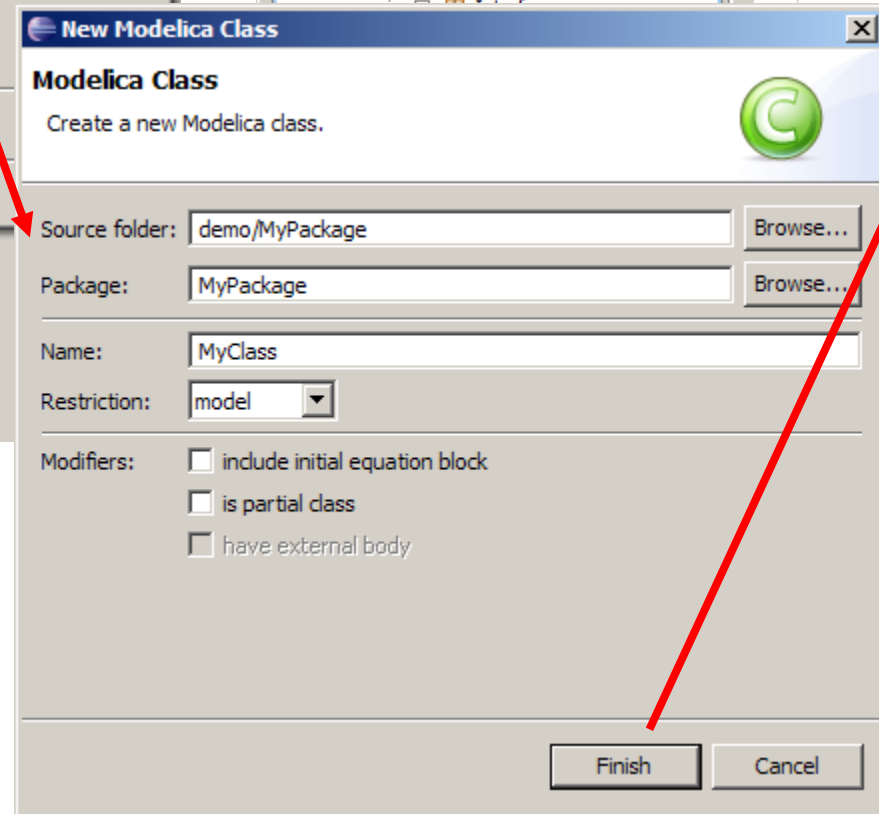 New Modelica Class
Modelica Class
Create a new Modelica class.
Source folder: demo/MyPackage Browse...
Package: MyPackage Browse...
Name: MyClass
Restriction: model
Modifiers: include initial equation block
is partial class
have external body
Finish Cancel